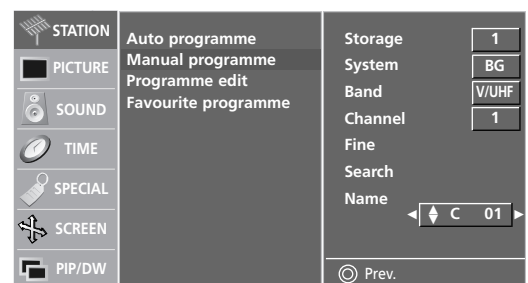 STATION
PICTURE
SOUND
TIME
SPECIAL
SCREEN
PIP/DW
Auto programme
Manual programme
Programme edit
Favourite programme
Storage 1
System BG
Band V/UHF
Channel 1
Fine
Search
Name
C 01
Prev.